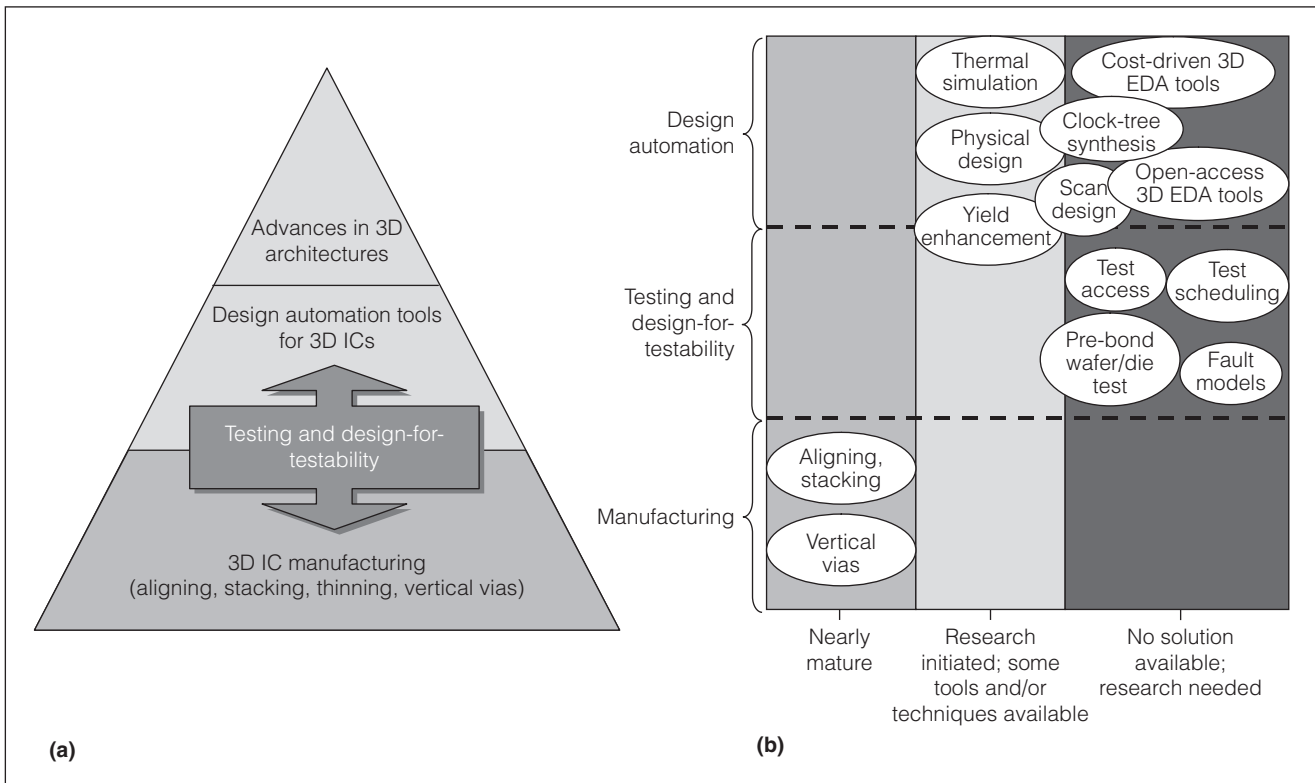 Advances in 3D
architectures
Design automation tools
for 3D ICs
Testing and design-for-
testability
3D IC manufacturing
(aligning, stacking, thinning, vertical vias)
(a)
Design
automation
Testing and
design-for-
testability
Manufacturing
Thermal
simulation
Cost-driven 3D
EDA tools
Physical
design
Clock-tree
synthesis
Scan
design
Open-access
3D EDA tools
Yield
enhancement
Test
access
Test
scheduling
Pre-bond
wafer/die
test
Fault
models
Aligning,
stacking
Vertical
vias
Nearly
mature
Research
initiated; some
tools and/or
techniques available
No solution
available;
research needed
(b)